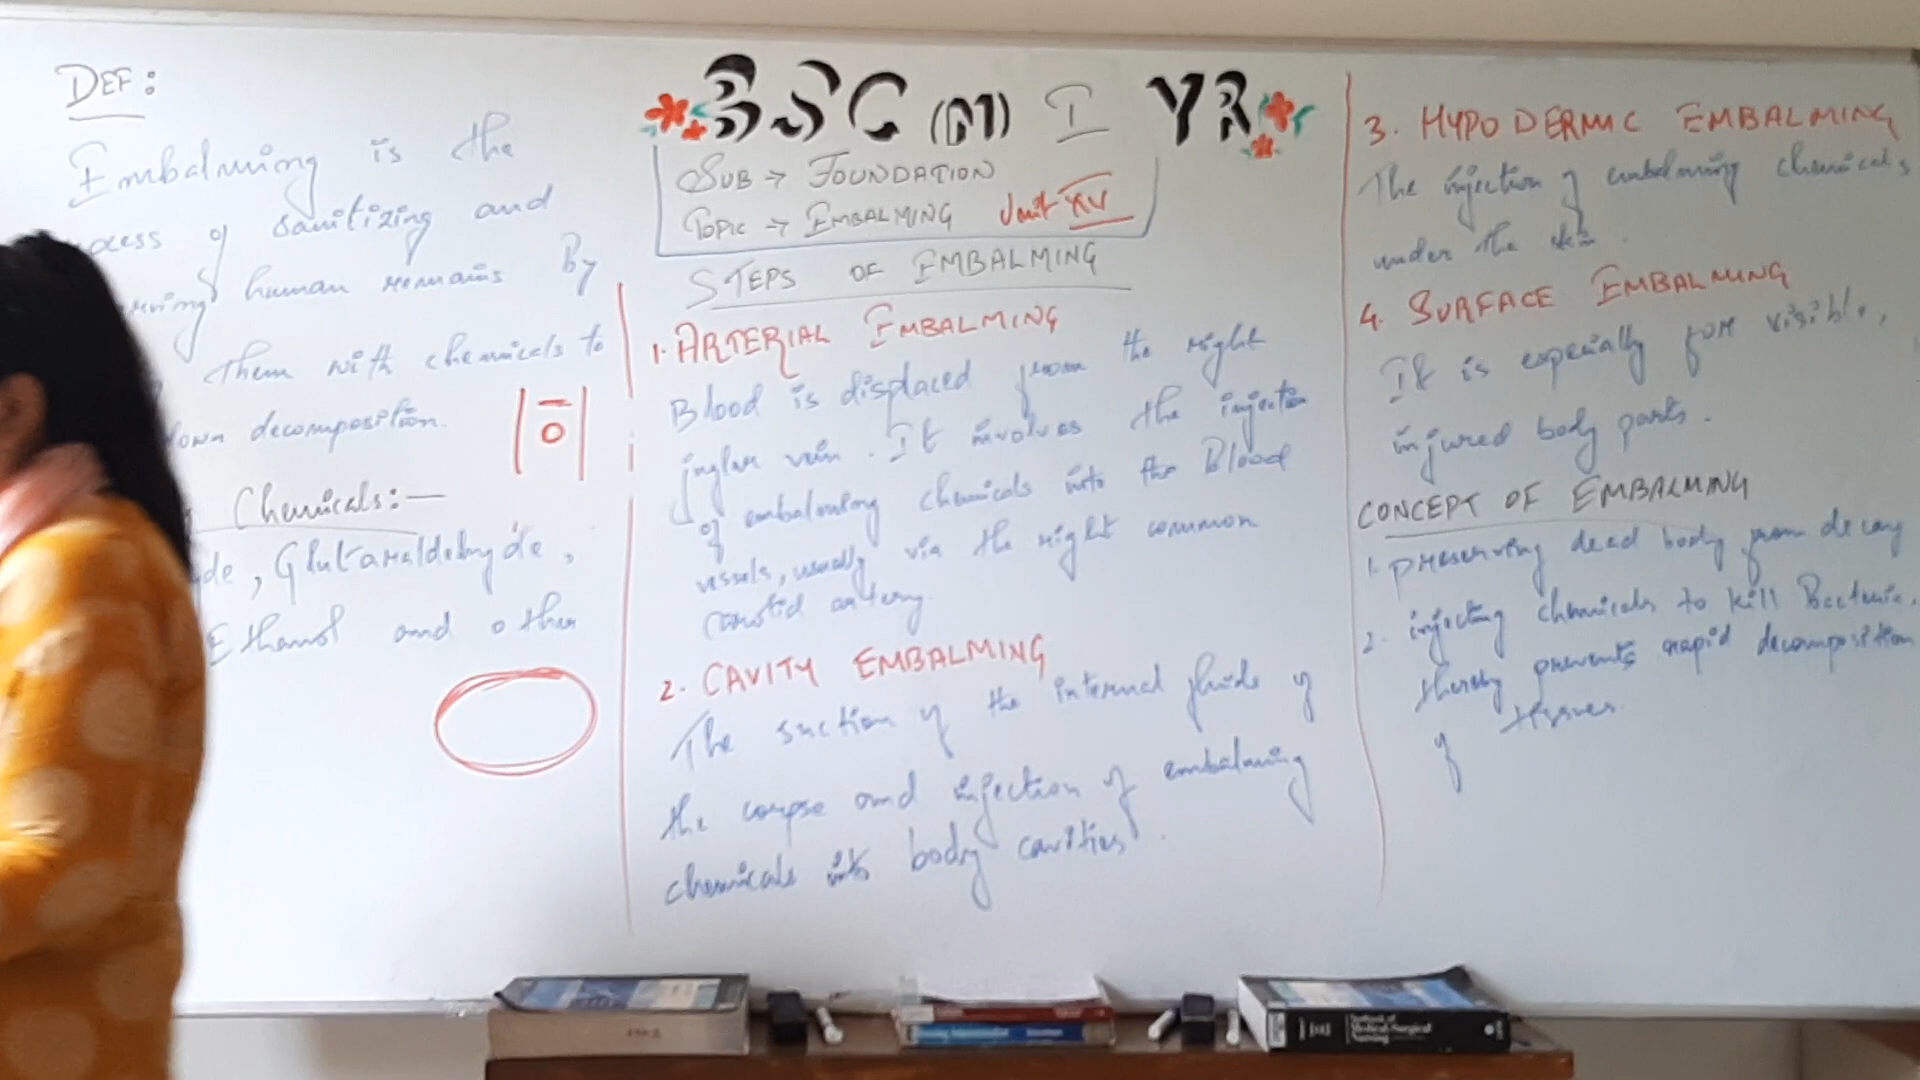 DEF:
Embalming is the
of sanitizing and
human remains By
them with chemicals to
decomposition.
Chemicals:-
, Glutaraldehyde,
Ethanol and other
BSC (N) I YR
SUB → FOUNDATION
TOPIC → EMBALMING Unit XV
STEPS OF EMBALMING
1. ARTERIAL EMBALMING
Blood is displaced from the right
vein. It involves the injection
of embalming chemicals into the Blood
vessels, usually via the right common
carotid artery.
2. CAVITY EMBALMING
The suction of the internal fluids of
the corpse and injection of embalming
chemicals into body cavities.
3. HYPODERMIC EMBALMING
The injection of embalming chemicals
under the
4. SURFACE EMBALMING
It is especially for visible,
injured body parts.
CONCEPT OF EMBALMING
1. preserving dead body from decay
2. injecting chemicals to kill Bacteria.
thereby prevents rapid decomposition
of tissues.
Medical-Surgical
Nursing